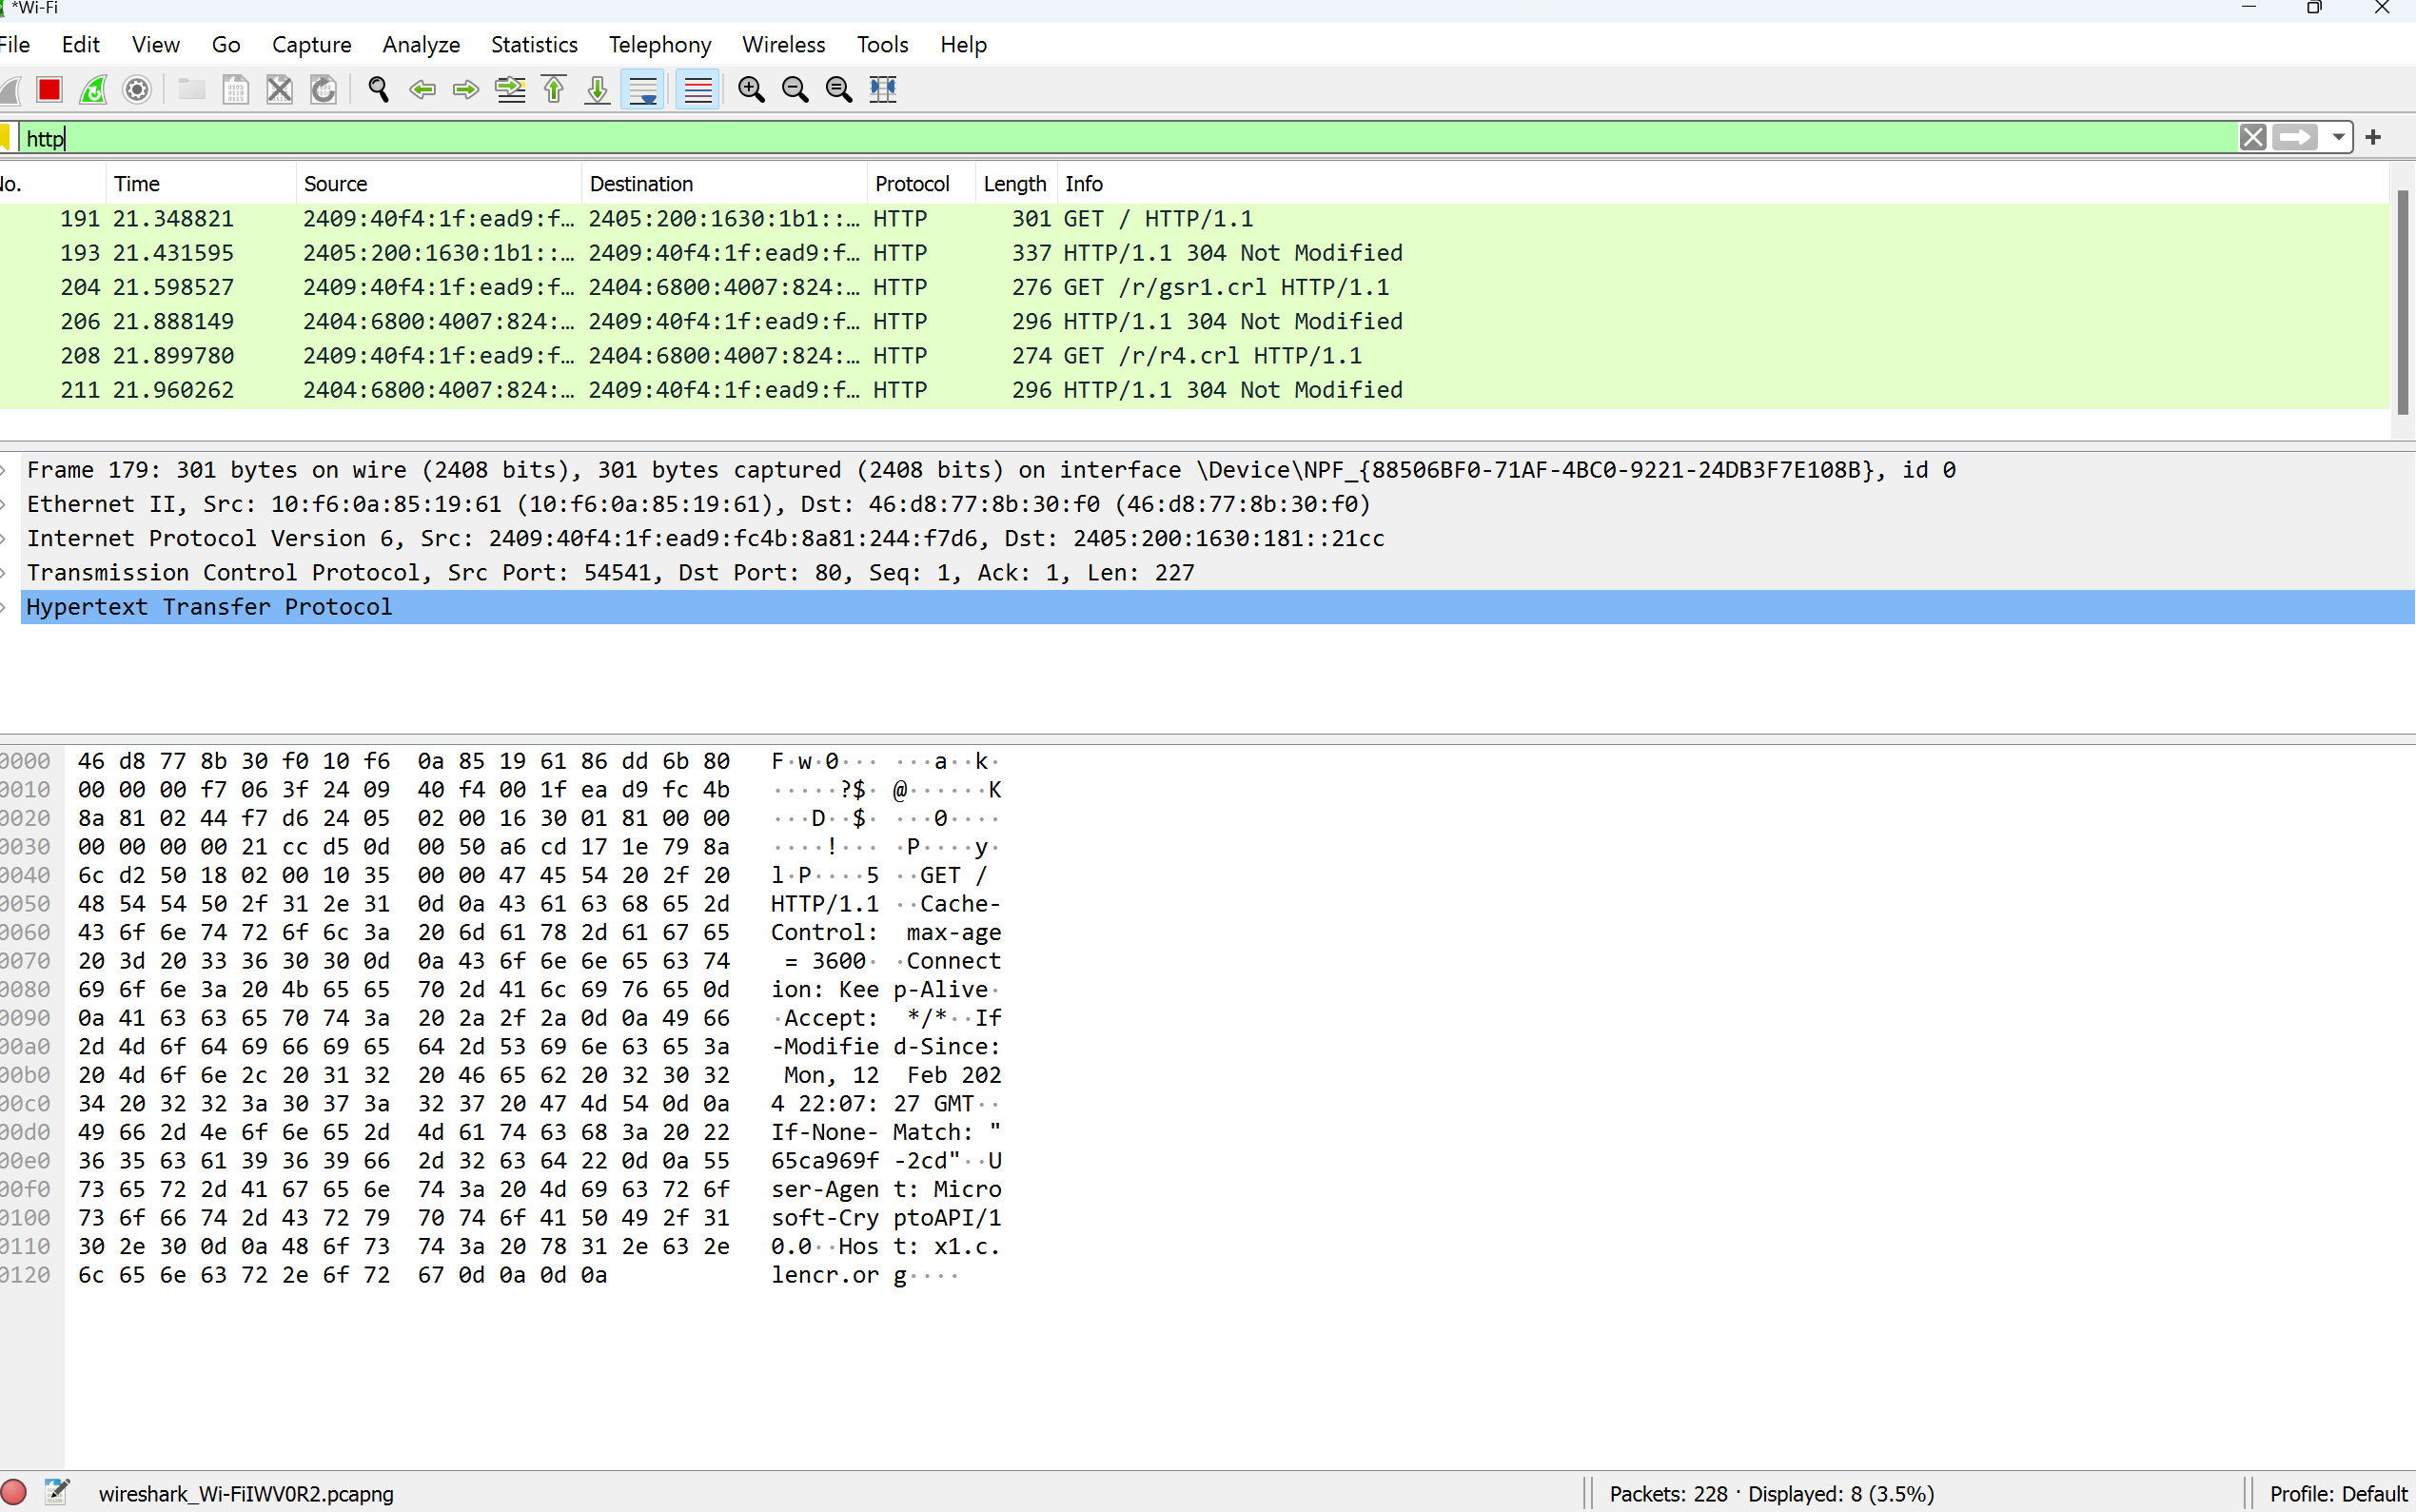 *Wi-Fi
File Edit View Go Capture Analyze Statistics Telephony Wireless Tools Help
http
No. Time Source Destination Protocol Length Info
191 21.348821 2409:40f4:1f:ead9:f… 2405:200:1630:1b1::… HTTP 301 GET / HTTP/1.1
193 21.431595 2405:200:1630:1b1::… 2409:40f4:1f:ead9:f… HTTP 337 HTTP/1.1 304 Not Modified
204 21.598527 2409:40f4:1f:ead9:f… 2404:6800:4007:824:… HTTP 276 GET /r/gsr1.crl HTTP/1.1
206 21.888149 2404:6800:4007:824:… 2409:40f4:1f:ead9:f… HTTP 296 HTTP/1.1 304 Not Modified
208 21.899780 2409:40f4:1f:ead9:f… 2404:6800:4007:824:… HTTP 274 GET /r/r4.crl HTTP/1.1
211 21.960262 2404:6800:4007:824:… 2409:40f4:1f:ead9:f… HTTP 296 HTTP/1.1 304 Not Modified
Frame 179: 301 bytes on wire (2408 bits), 301 bytes captured (2408 bits) on interface \Device\NPF_{88506BF0-71AF-4BC0-9221-24DB3F7E108B}, id 0
Ethernet II, Src: 10:f6:0a:85:19:61 (10:f6:0a:85:19:61), Dst: 46:d8:77:8b:30:f0 (46:d8:77:8b:30:f0)
Internet Protocol Version 6, Src: 2409:40f4:1f:ead9:fc4b:8a81:244:f7d6, Dst: 2405:200:1630:181::21cc
Transmission Control Protocol, Src Port: 54541, Dst Port: 80, Seq: 1, Ack: 1, Len: 227
Hypertext Transfer Protocol
0000 46 d8 77 8b 30 f0 10 f6 0a 85 19 61 86 dd 6b 80 F·w·0··· ···a··k·
0010 00 00 00 f7 06 3f 24 09 40 f4 00 1f ea d9 fc 4b ·····?$· @······K
0020 8a 81 02 44 f7 d6 24 05 02 00 16 30 01 81 00 00 ···D··$· ···0····
0030 00 00 00 00 21 cc d5 0d 00 50 a6 cd 17 1e 79 8a ····!··· ·P····y·
0040 6c d2 50 18 02 00 10 35 00 00 47 45 54 20 2f 20 l·P····5 ··GET /
0050 48 54 54 50 2f 31 2e 31 0d 0a 43 61 63 68 65 2d HTTP/1.1 ··Cache-
0060 43 6f 6e 74 72 6f 6c 3a 20 6d 61 78 2d 61 67 65 Control: max-age
0070 20 3d 20 33 36 30 30 0d 0a 43 6f 6e 6e 65 63 74 = 3600· ·Connect
0080 69 6f 6e 3a 20 4b 65 65 70 2d 41 6c 69 76 65 0d ion: Kee p-Alive·
0090 0a 41 63 63 65 70 74 3a 20 2a 2f 2a 0d 0a 49 66 ·Accept: */*··If
00a0 2d 4d 6f 64 69 66 69 65 64 2d 53 69 6e 63 65 3a -Modifie d-Since:
00b0 20 4d 6f 6e 2c 20 31 32 20 46 65 62 20 32 30 32 Mon, 12 Feb 202
00c0 34 20 32 32 3a 30 37 3a 32 37 20 47 4d 54 0d 0a 4 22:07: 27 GMT··
00d0 49 66 2d 4e 6f 6e 65 2d 4d 61 74 63 68 3a 20 22 If-None- Match: "
00e0 36 35 63 61 39 36 39 66 2d 32 63 64 22 0d 0a 55 65ca969f -2cd"··U
00f0 73 65 72 2d 41 67 65 6e 74 3a 20 4d 69 63 72 6f ser-Agen t: Micro
0100 73 6f 66 74 2d 43 72 79 70 74 6f 41 50 49 2f 31 soft-Cry ptoAPI/1
0110 30 2e 30 0d 0a 48 6f 73 74 3a 20 78 31 2e 63 2e 0.0··Hos t: x1.c.
0120 6c 65 6e 63 72 2e 6f 72 67 0d 0a 0d 0a lencr.or g····
wireshark_Wi-FiIWV0R2.pcapng Packets: 228 · Displayed: 8 (3.5%) Profile: Default